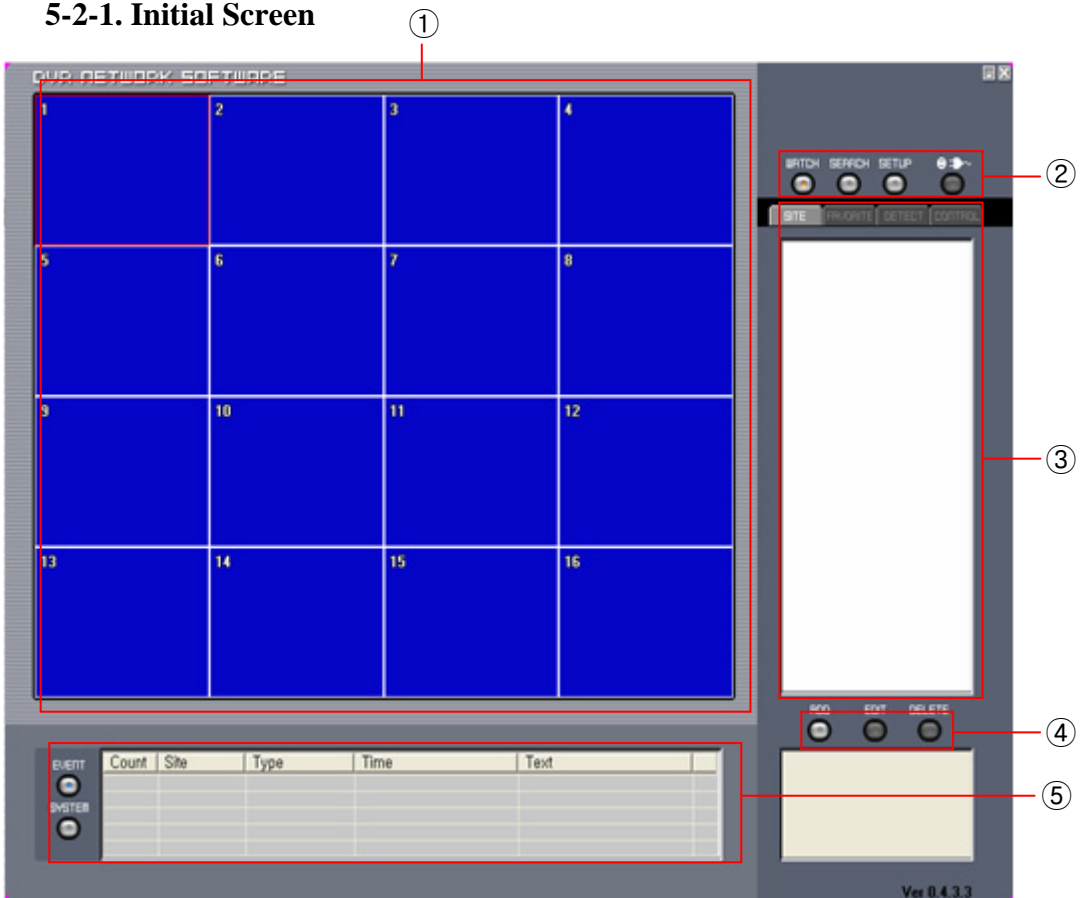 5-2-1. Initial Screen
①
DVR NETWORK SOFTWARE
1 2 3 4
5 6 7 8
9 10 11 12
13 14 15 16
WATCH SEARCH SETUP
②
SITE FAVORITE DETECT CONTROL
③
ADD EDIT DELETE
④
EVENT
SYSTEM
Count Site Type Time Text
⑤
Ver 0.4.3.3